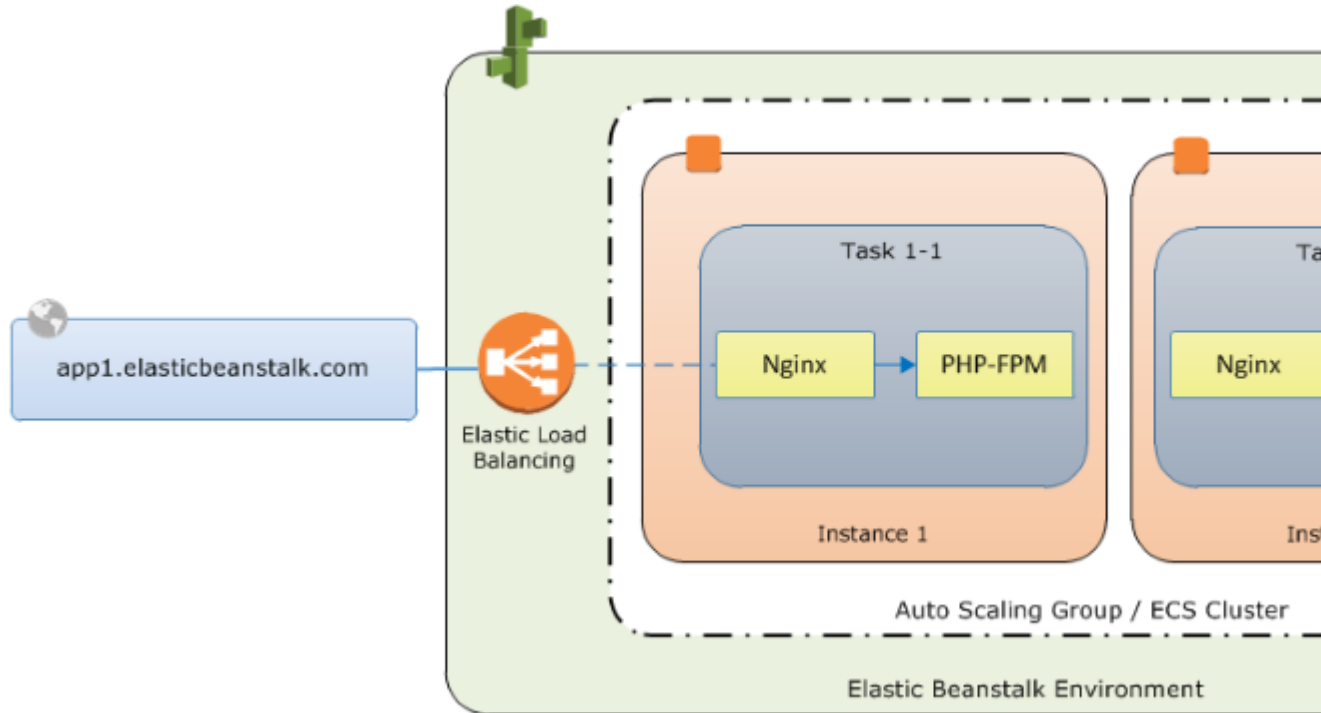 Task 1-1
app1.elasticbeanstalk.com
Nginx
PHP-FPM
Nginx
Elastic Load
Balancing
Instance 1
Auto Scaling Group / ECS Cluster
Elastic Beanstalk Environment